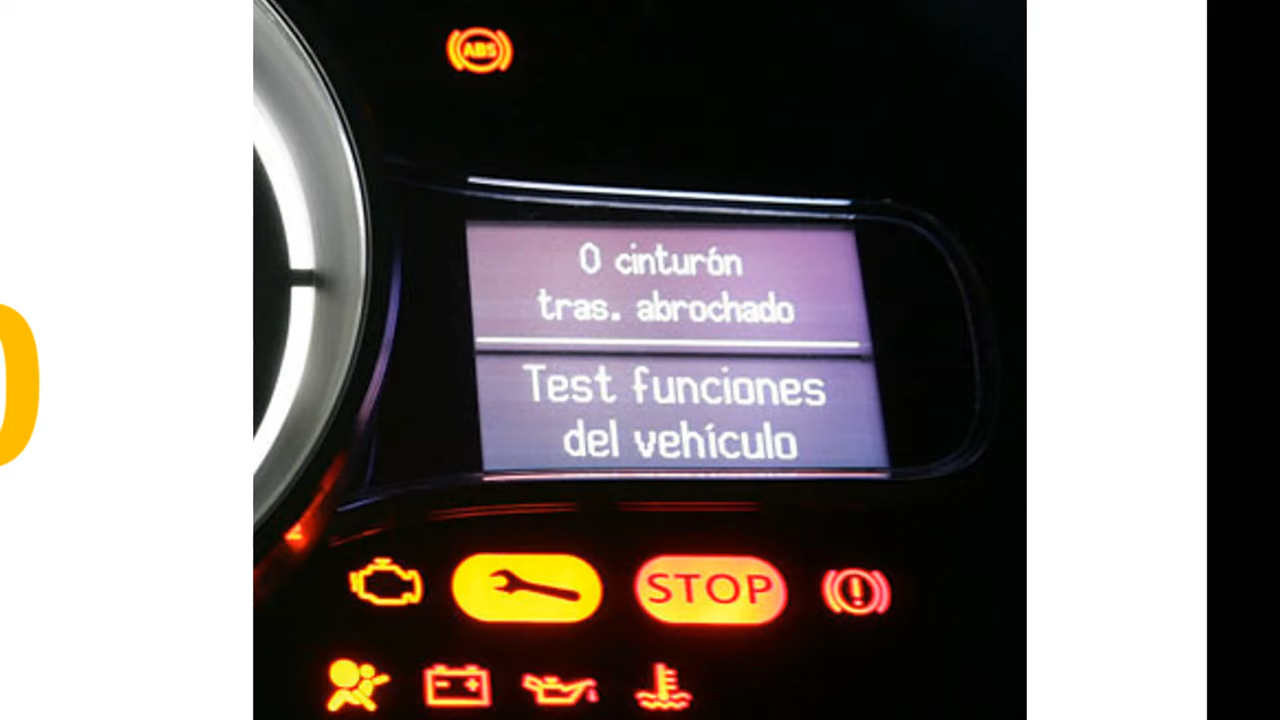 ABS
0 cinturón
tras. abrochado
Test funciones
del vehículo
STOP